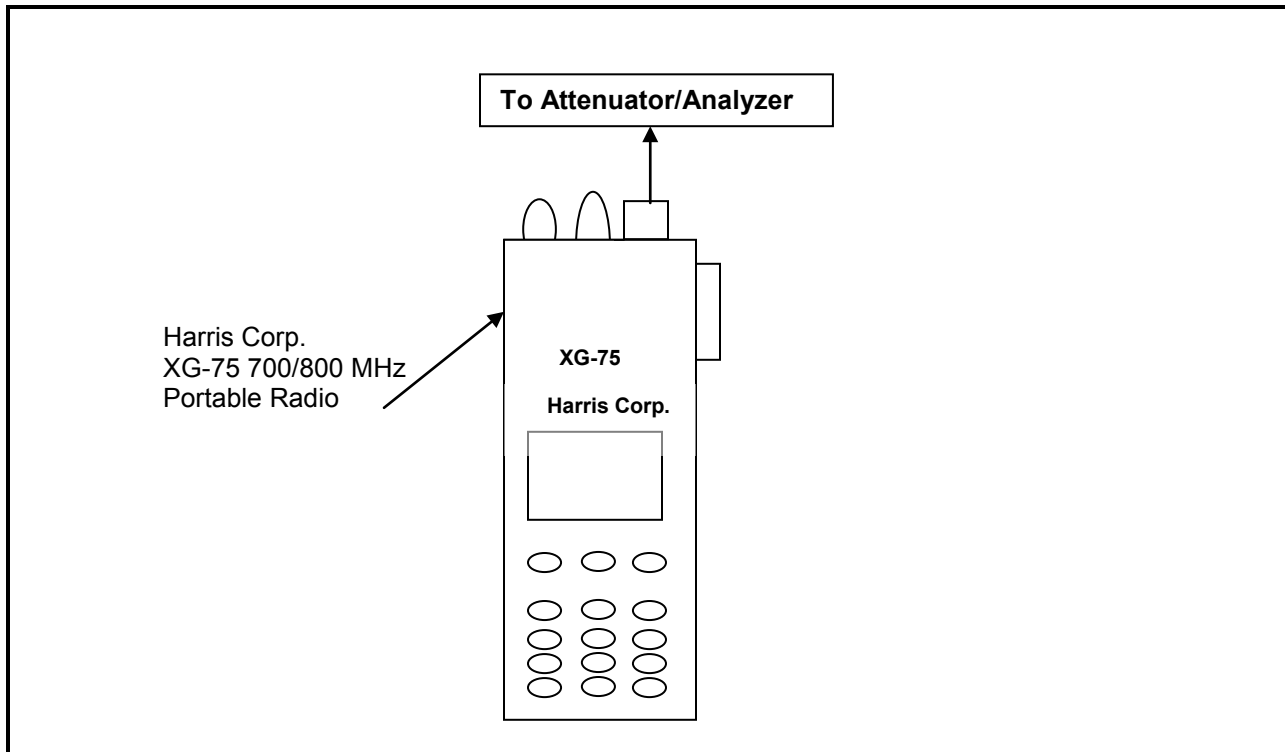 To Attenuator/Analyzer
Harris Corp.
XG-75 700/800 MHz
Portable Radio
XG-75
Harris Corp.